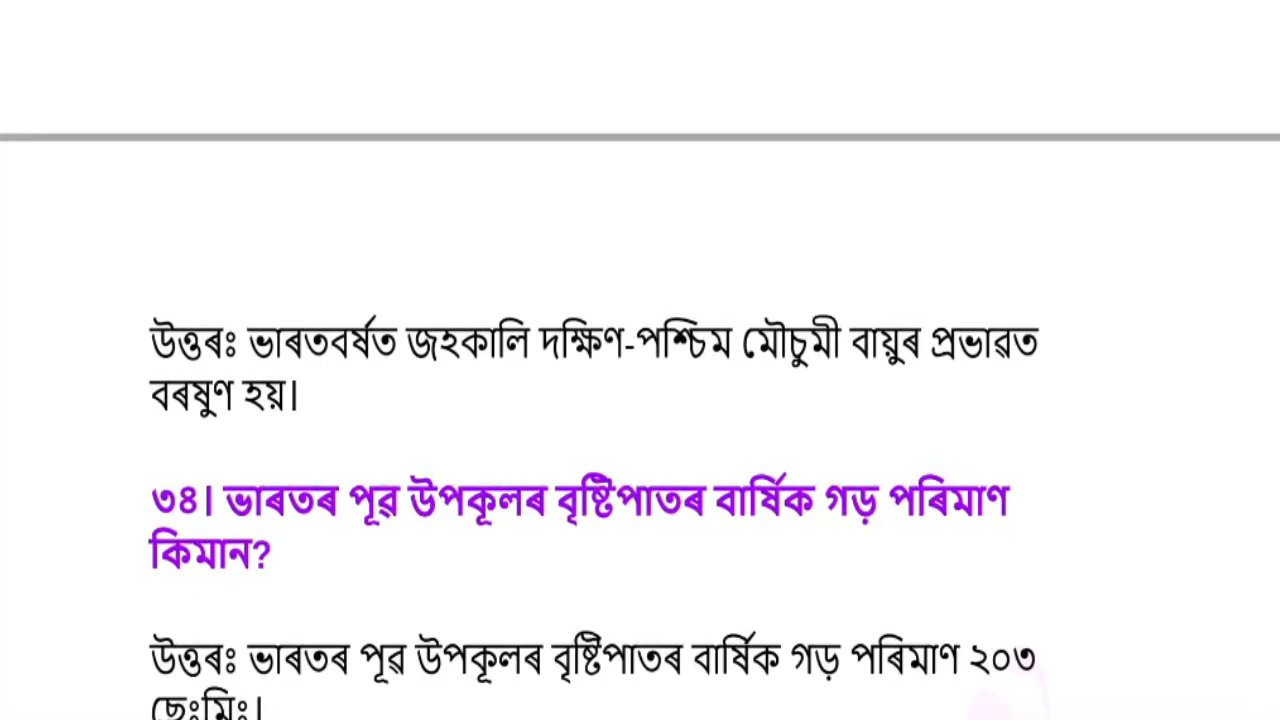 উত্তৰঃ ভাৰতবৰ্ষত জহকালি দক্ষিণ-পশ্চিম মৌচুমী বায়ুৰ প্ৰভাৱত
বৰষুণ হয়।
৩৪। ভাৰতৰ পূৱ উপকূলৰ বৃষ্টিপাতৰ বাৰ্ষিক গড় পৰিমাণ
কিমান?
উত্তৰঃ ভাৰতৰ পূৱ উপকূলৰ বৃষ্টিপাতৰ বাৰ্ষিক গড় পৰিমাণ ২০৩
ছেঃমিঃ।